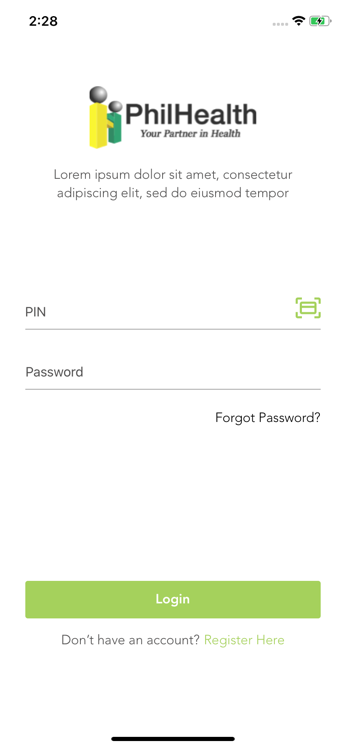 2:28
PhilHealth
Your Partner in Health
Lorem ipsum dolor sit amet, consectetur
adipiscing elit, sed do eiusmod tempor
PIN
Password
Forgot Password?
Login
Don’t have an account? Register Here